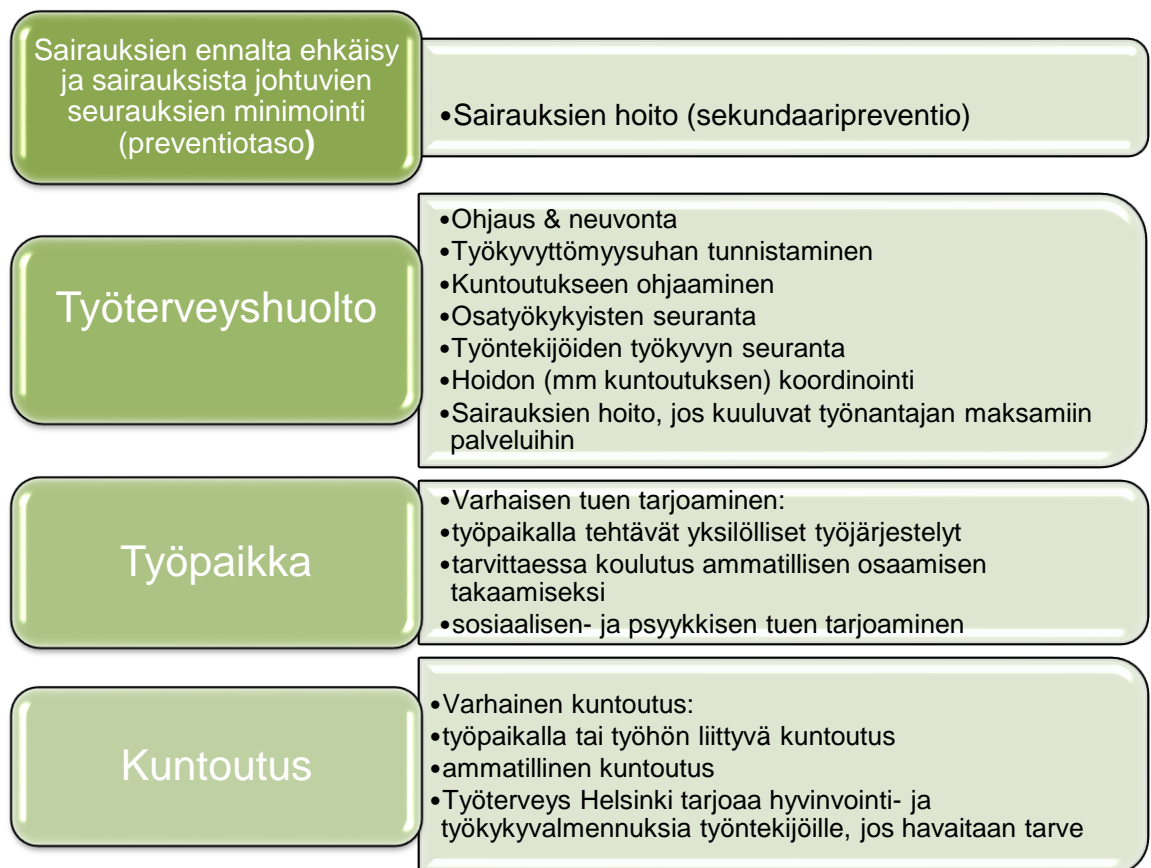 Sairauksien ennalta ehkäisy
ja sairauksista johtuvien
seurauksien minimointi
(preventiotaso)
•Sairauksien hoito (sekundaaripreventio)
Työterveyshuolto
•Ohjaus & neuvonta
•Työkyvyttömyysuhan tunnistaminen
•Kuntoutukseen ohjaaminen
•Osatyökykyisten seuranta
•Työntekijöiden työkyvyn seuranta
•Hoidon (mm kuntoutuksen) koordinointi
•Sairauksien hoito, jos kuuluvat työnantajan maksamiin
palveluihin
Työpaikka
•Varhaisen tuen tarjoaminen:
•työpaikalla tehtävät yksilölliset työjärjestelyt
•tarvittaessa koulutus ammatillisen osaamisen
takaamiseksi
•sosiaalisen- ja psyykkisen tuen tarjoaminen
Kuntoutus
•Varhainen kuntoutus:
•työpaikalla tai työhön liittyvä kuntoutus
•ammatillinen kuntoutus
•Työterveys Helsinki tarjoaa hyvinvointi- ja
työkykyvalmennuksia työntekijöille, jos havaitaan tarve